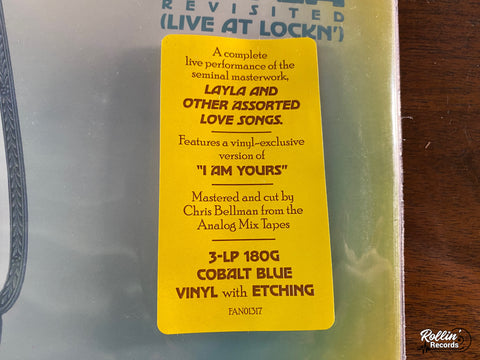 REVISITED
(LIVE AT LOCKN')
A complete
live performance of the
seminal masterwork,
LAYLA AND
OTHER ASSORTED
LOVE SONGS.
Features a vinyl-exclusive
version of
"I AM YOURS"
Mastered and cut by
Chris Bellman from the
Analog Mix Tapes
3-LP 180G
COBALT BLUE
VINYL with ETCHING
FAN01317
Rollin'
Records